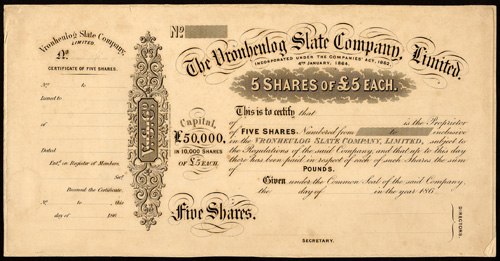 Vronheulog Slate Company,
LIMITED.
No
CERTIFICATE OF FIVE SHARES.
No. to
Issued to
of
Dated
Entd. in Register of Members.
Sec.
Received the Certificate.
No. to , this
day of 186
No
The Vronheulog Slate Company, Limited.
INCORPORATED UNDER THE COMPANIES' ACT, 1862,
4TH JANUARY, 1864.
5 SHARES OF £5 EACH.
Capital,
£50,000,
IN 10,000 SHARES
OF £5 EACH.
This is to certify that
of is the Proprietor
of FIVE SHARES Numbered from to inclusive
in the VRONHEULOG SLATE COMPANY, LIMITED, subject to
the Regulations of the said Company, and that up to this day
there has been paid in respect of each of such Shares the sum
of POUNDS.
Given under the Common Seal of the said Company,
the day of in the year 186
Five Shares.
DIRECTORS.
SECRETARY.